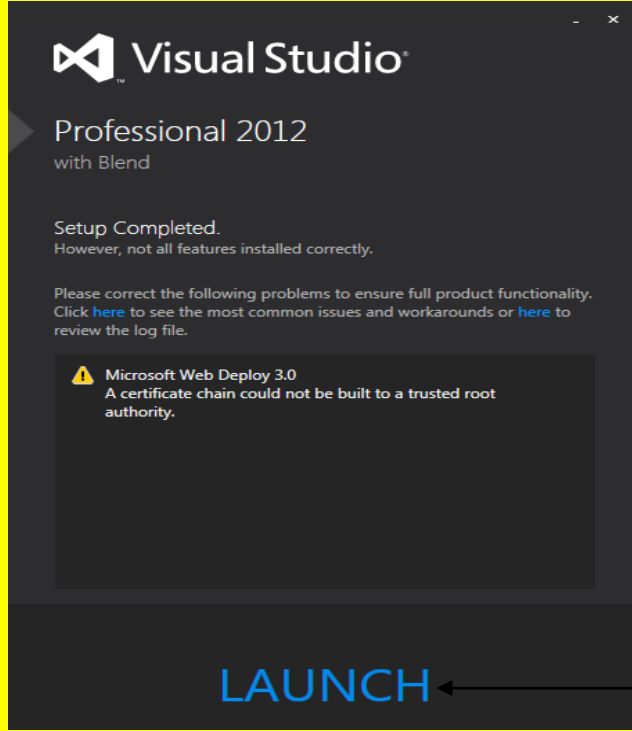 Visual Studio®
™
Professional 2012
with Blend
Setup Completed.
However, not all features installed correctly.
Please correct the following problems to ensure full product functionality.
Click here to see the most common issues and workarounds or here to
review the log file.
Microsoft Web Deploy 3.0
A certificate chain could not be built to a trusted root
authority.
LAUNCH